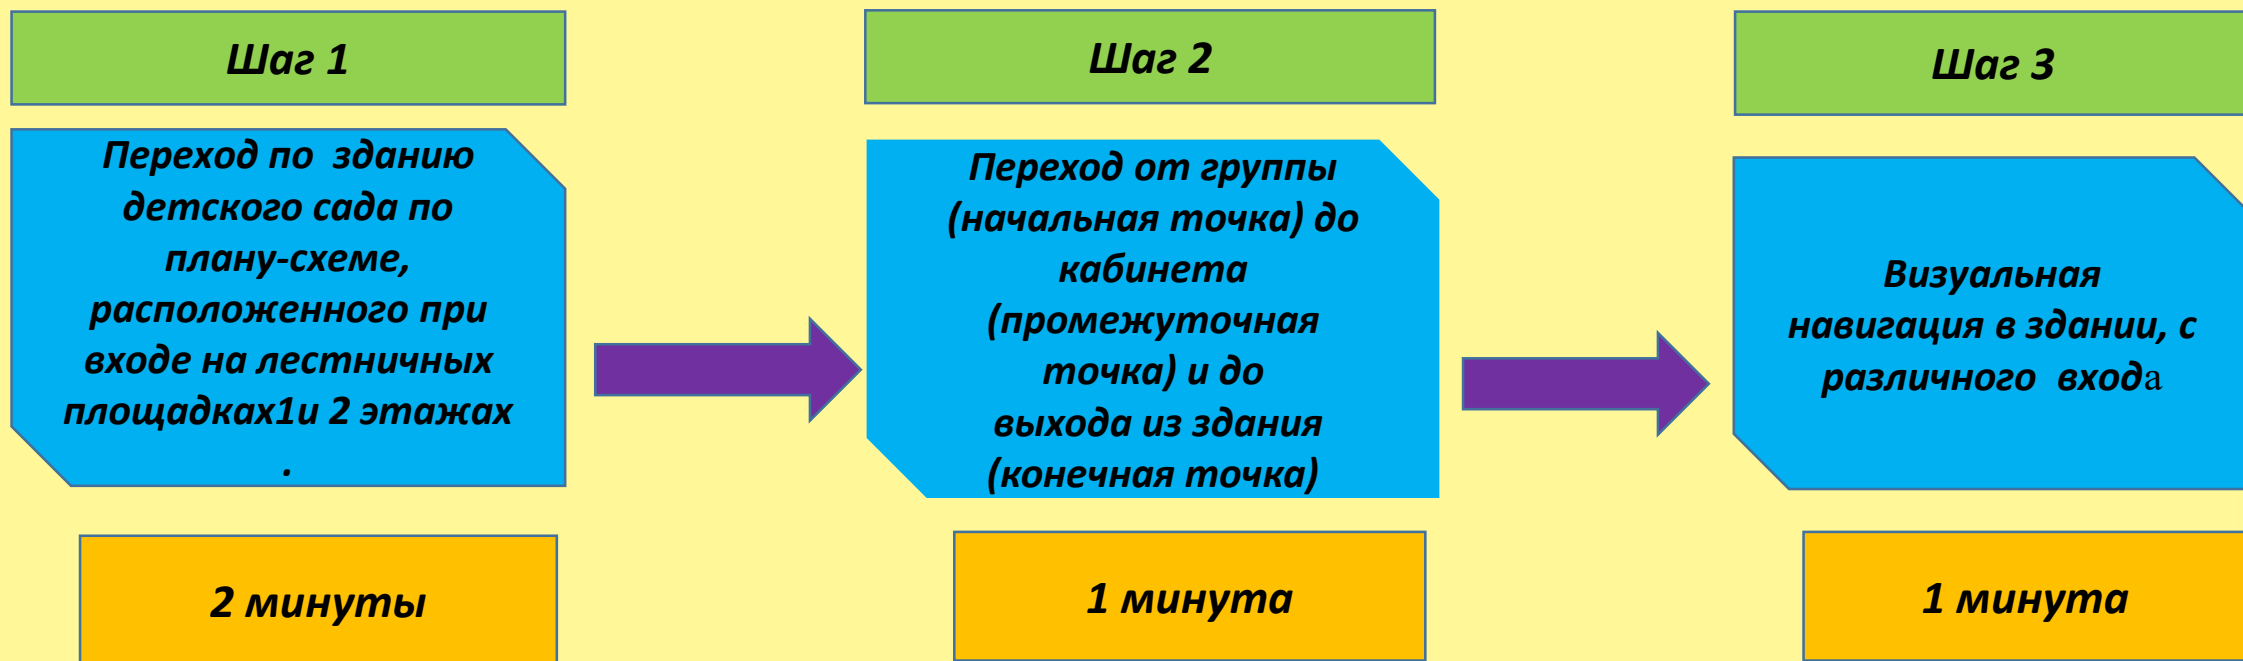 Шаг 1
Переход по зданию
детского сада по
плану-схеме,
расположенного при
входе на лестничных
площадках1и 2 этажах
.
2 минуты
Шаг 2
Переход от группы
(начальная точка) до
кабинета
(промежуточная
точка) и до
выхода из здания
(конечная точка)
1 минута
Шаг 3
Визуальная
навигация в здании, с
различного входа
1 минута